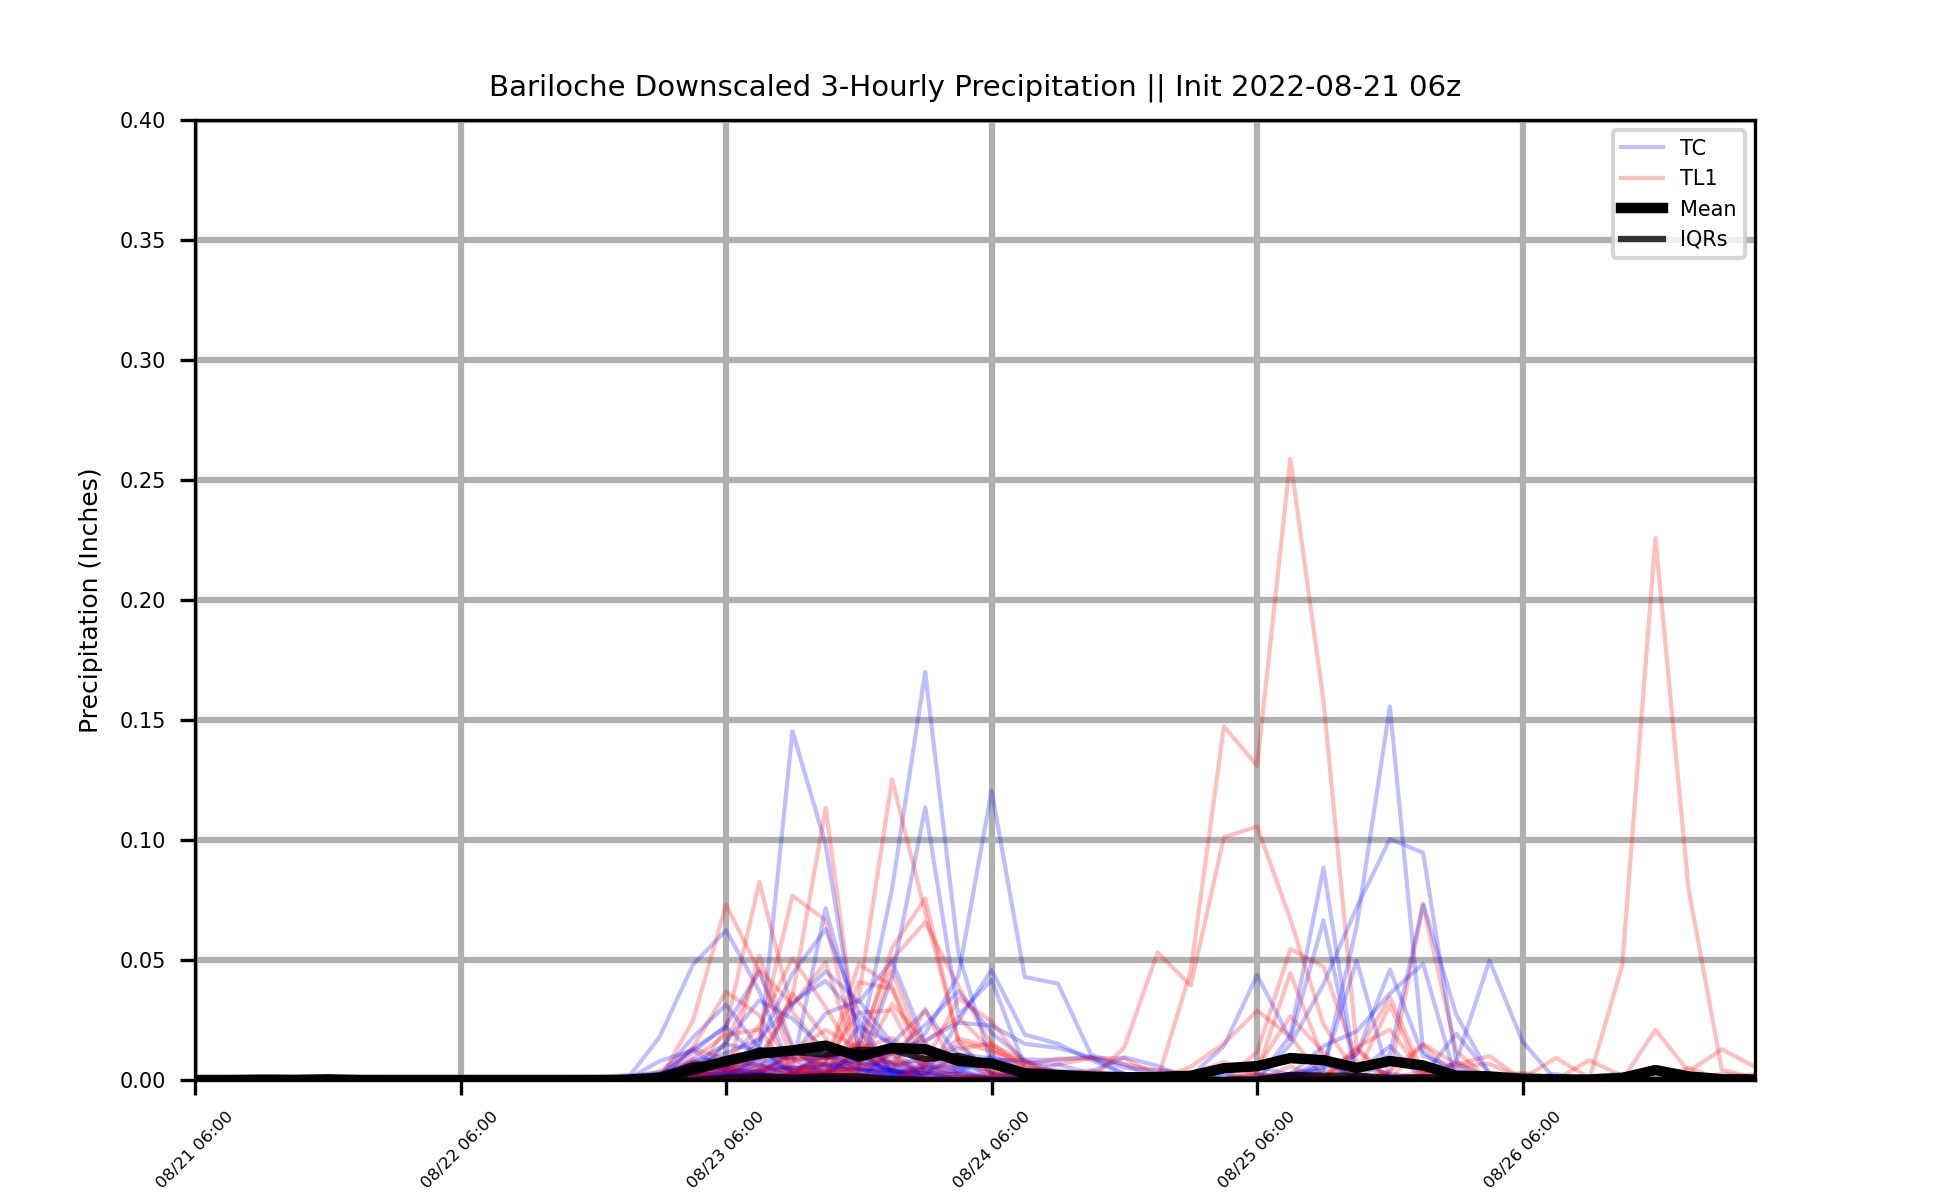 Bariloche Downscaled 3-Hourly Precipitation || Init 2022-08-21 06z
Precipitation (Inches)
0.40
0.35
0.30
0.25
0.20
0.15
0.10
0.05
0.00
TC
TL1
Mean
IQRs
08/21 06:00
08/22 06:00
08/23 06:00
08/24 06:00
08/25 06:00
08/26 06:00